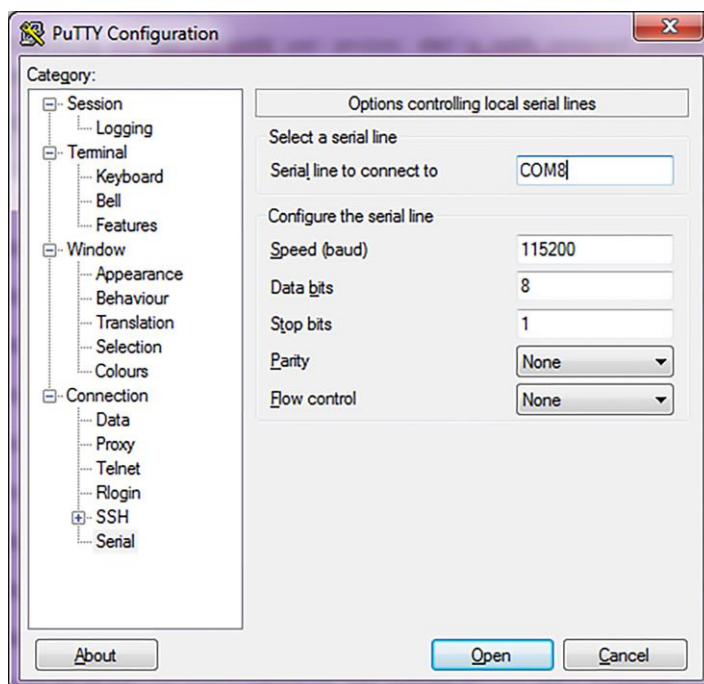 PuTTY Configuration
Category:
Session
Logging
Terminal
Keyboard
Bell
Features
Window
Appearance
Behaviour
Translation
Selection
Colours
Connection
Data
Proxy
Telnet
Rlogin
SSH
Serial
Options controlling local serial lines
Select a serial line
Serial line to connect to COM8
Configure the serial line
Speed (baud) 115200
Data bits 8
Stop bits 1
Parity None
Flow control None
About Open Cancel